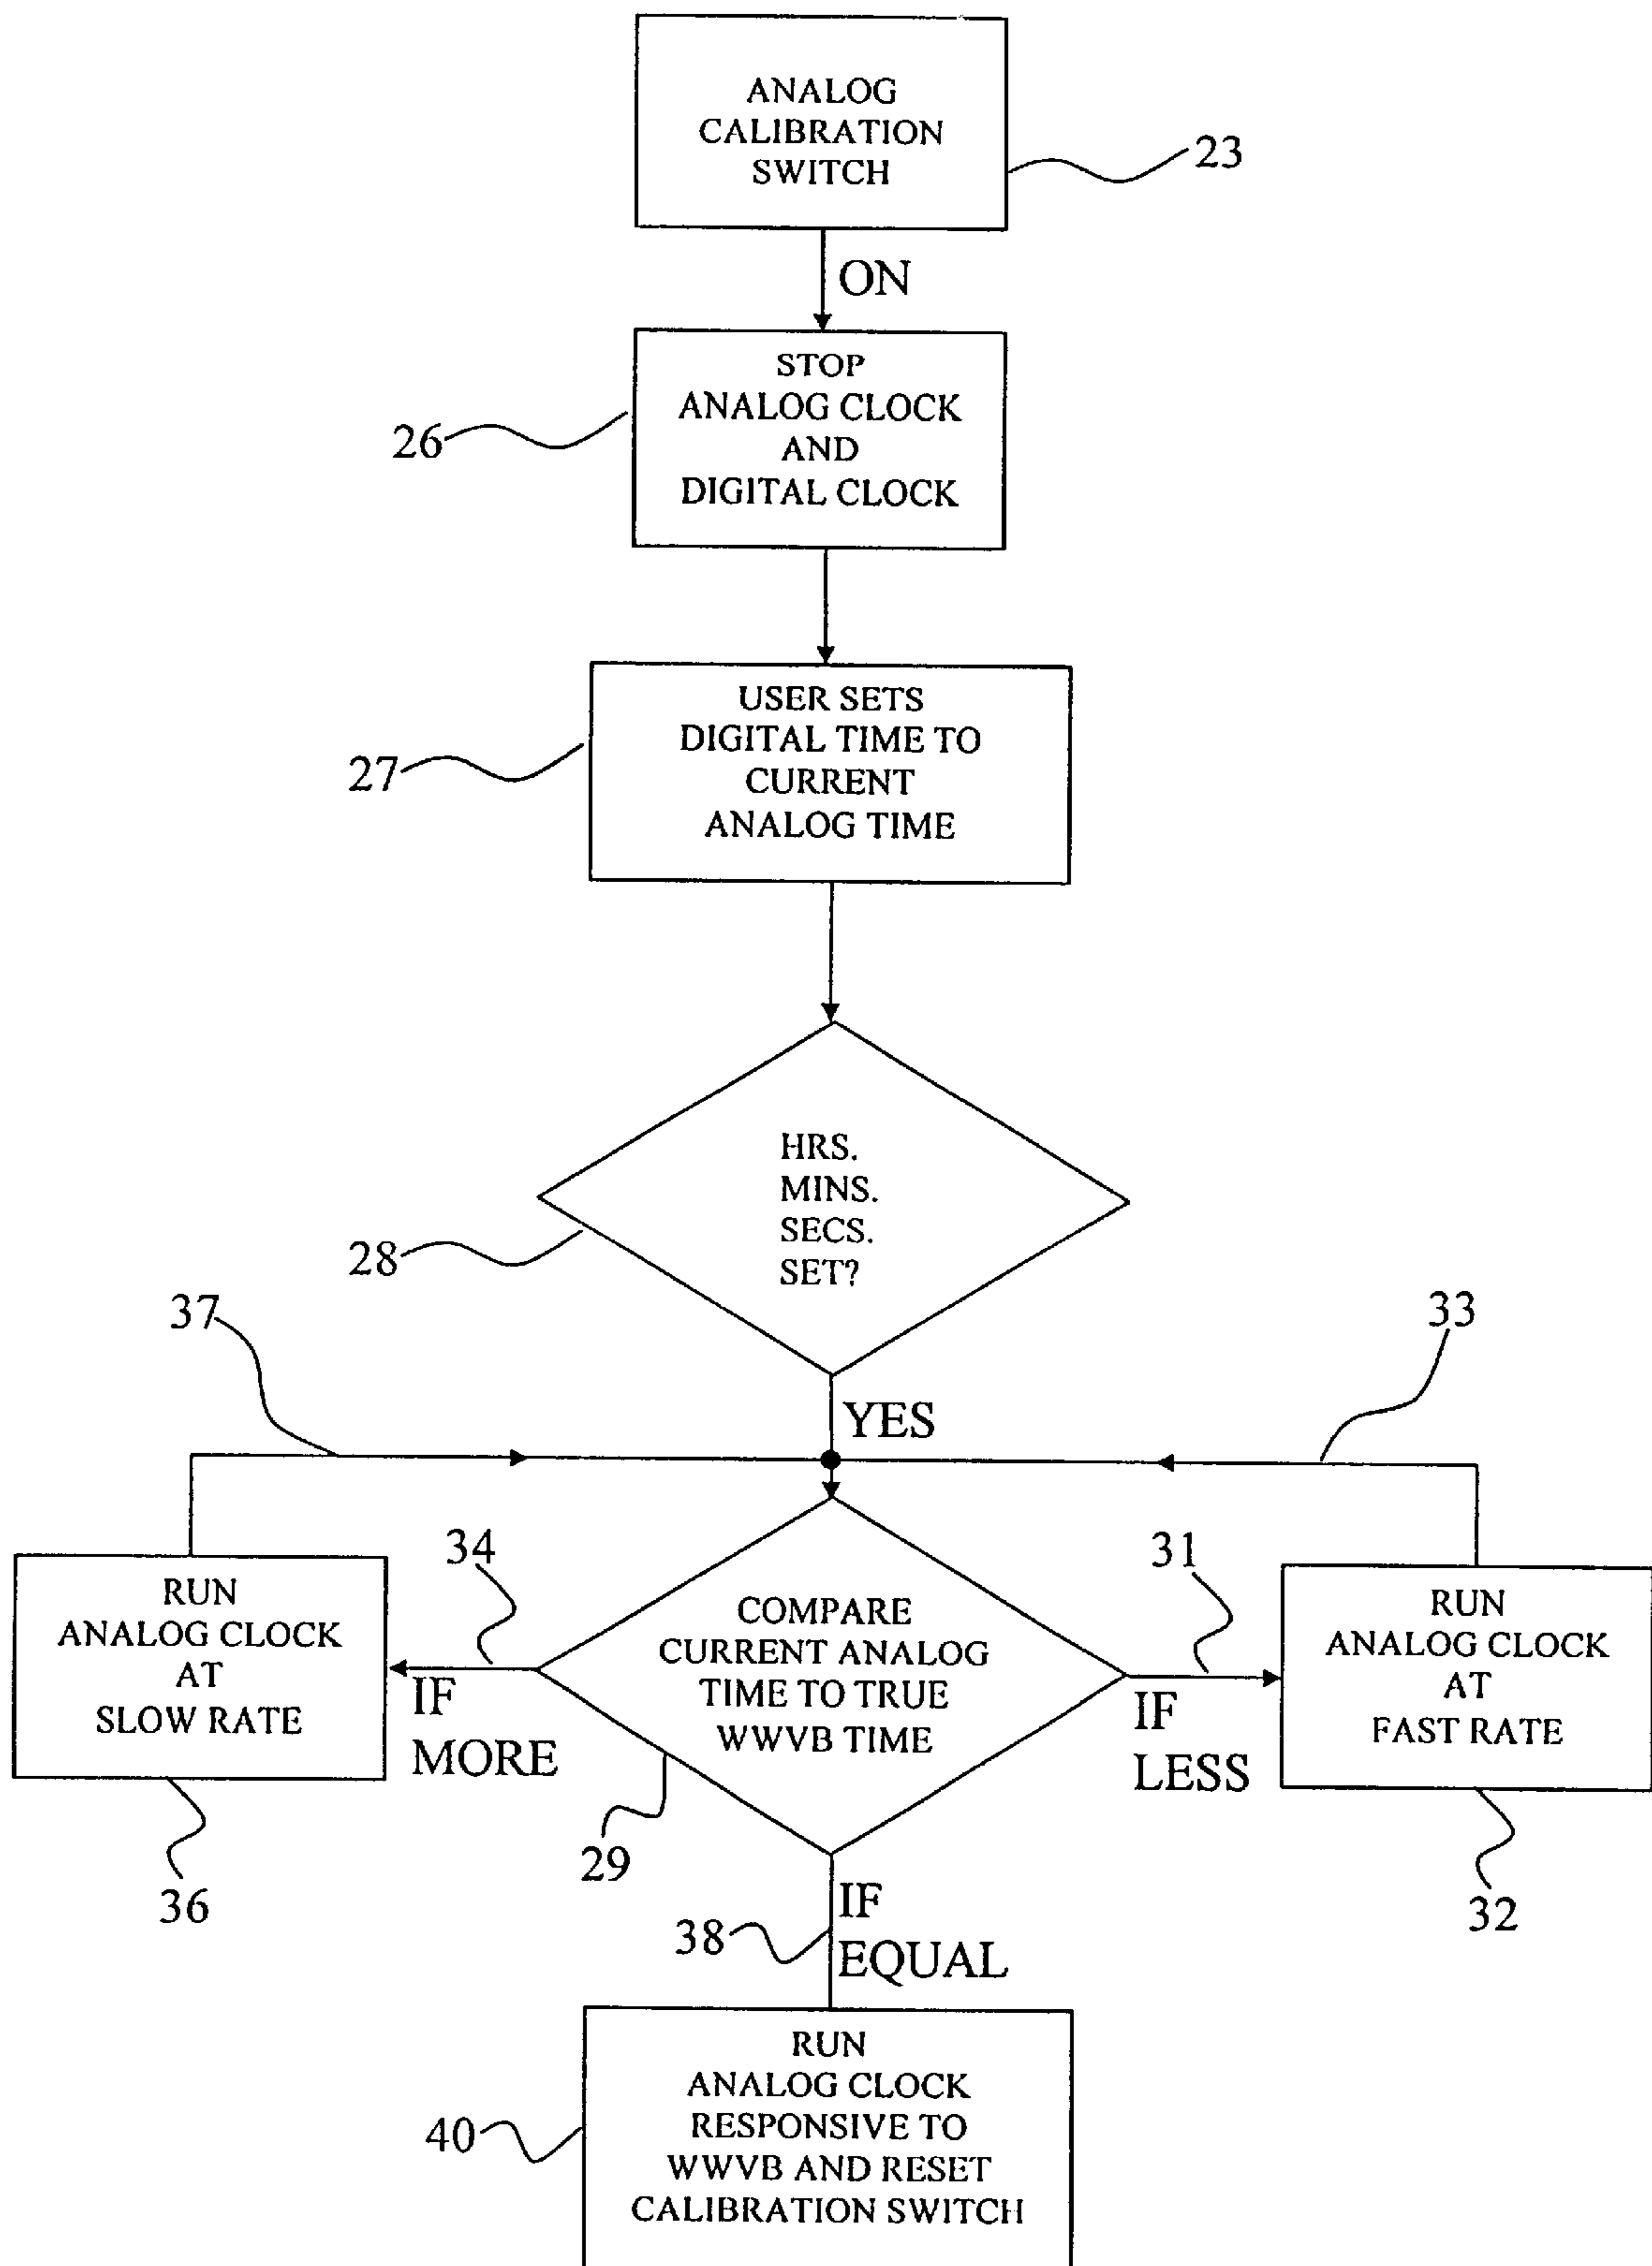 ANALOG
CALIBRATION
SWITCH
23
ON
STOP
ANALOG CLOCK
AND
DIGITAL CLOCK
26
USER SETS
DIGITAL TIME TO
CURRENT
ANALOG TIME
27
HRS.
MINS.
SECS.
SET?
28
37
33
YES
34
31
RUN
ANALOG CLOCK
AT
SLOW RATE
COMPARE
CURRENT ANALOG
TIME TO TRUE
WWVB TIME
RUN
ANALOG CLOCK
AT
FAST RATE
IF
MORE
IF
LESS
29
36
32
IF
EQUAL
38
RUN
ANALOG CLOCK
RESPONSIVE TO
WWVB AND RESET
CALIBRATION SWITCH
40